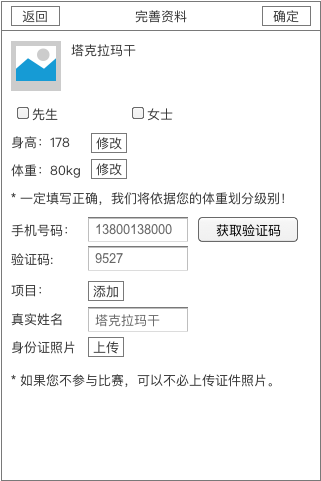 返回 完善资料 确定
塔克拉玛干
先生 女士
身高：178 修改
体重：80kg 修改
* 一定填写正确，我们将依据您的体重划分级别！
手机号码： 13800138000 获取验证码
验证码： 9527
项目： 添加
真实姓名 塔克拉玛干
身份证照片 上传
* 如果您不参与比赛，可以不必上传证件照片。